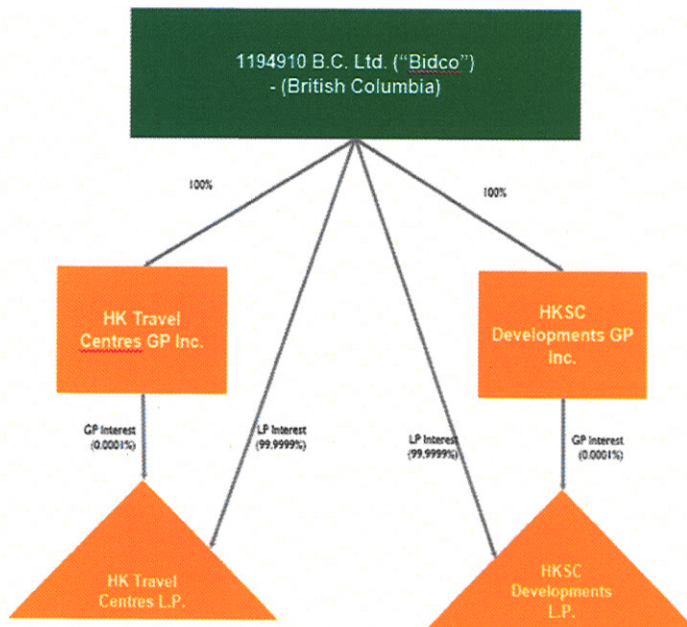 1194910 B.C. Ltd. (“Bidco”)
- (British Columbia)
100%
100%
HK Travel
Centres GP Inc.
HKSC
Developments GP
Inc.
GP Interest
(0.0001%)
LP Interest
(99.9999%)
LP Interest
(99.9999%)
GP Interest
(0.0001%)
HK Travel
Centres L.P.
HKSC
Developments
L.P.